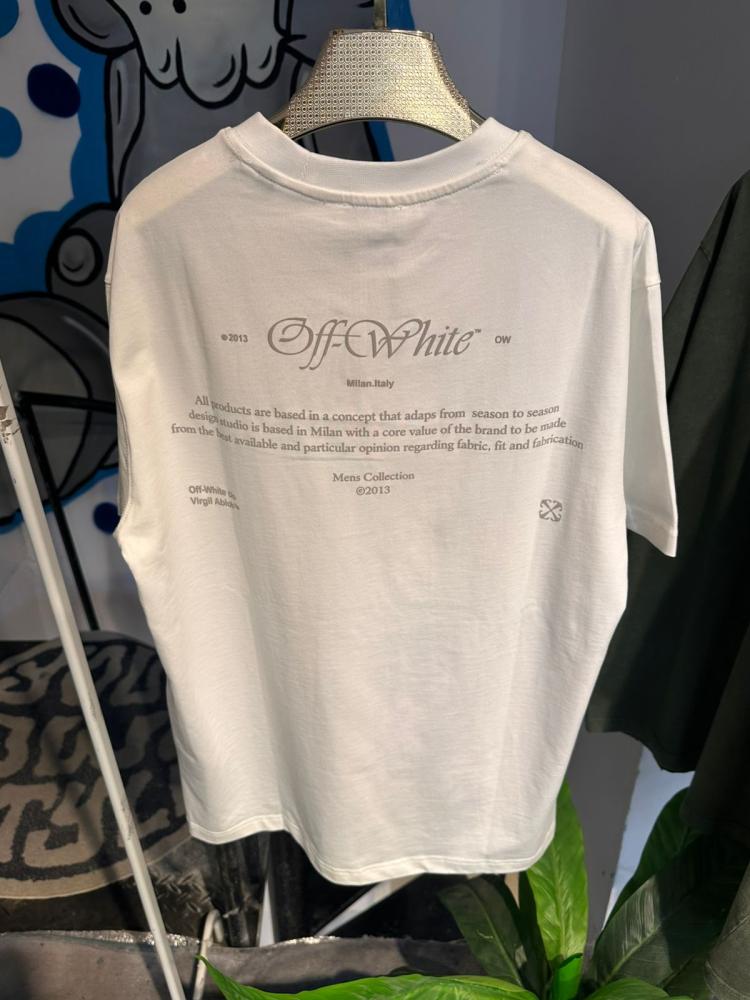 ©2013 Off-White™ OW
Milan.Italy
All products are based in a concept that adaps from season to season
design studio is based in Milan with a core value of the brand to be made
from the best available and particular opinion regarding fabric, fit and fabrication
Mens Collection
©2013
Off-White
Virgil Abloh